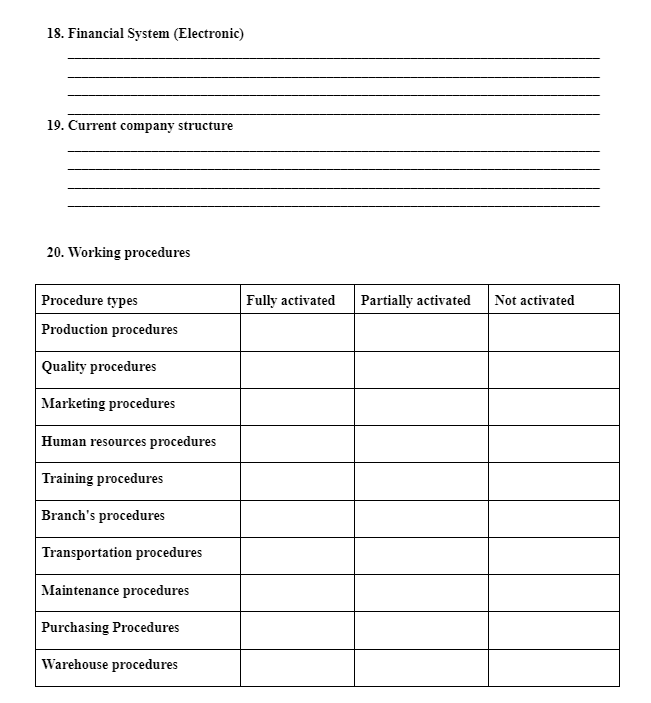 18. Financial System (Electronic)
19. Current company structure
20. Working procedures
Procedure types Fully activated Partially activated Not activated
Production procedures
Quality procedures
Marketing procedures
Human resources procedures
Training procedures
Branch's procedures
Transportation procedures
Maintenance procedures
Purchasing Procedures
Warehouse procedures